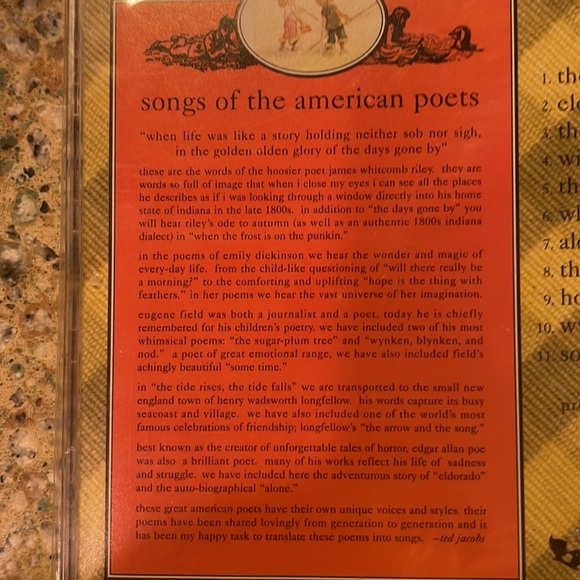 songs of the american poets
"when life was like a story holding neither sob nor sigh,
in the golden olden glory of the days gone by"
these are the words of the hoosier poet james whitcomb riley. they are
words so full of image that when i close my eyes i can see all the places
he describes as if i was looking through a window directly into his home
state of indiana in the late 1800s. in addition to "the days gone by" you
will hear riley's ode to autumn (as well as an authentic 1800s indiana
dialect) in "when the frost is on the punkin."
in the poems of emily dickinson we hear the wonder and magic of
every-day life. from the child-like questioning of "will there really be
a morning?" to the comforting and uplifting "hope is the thing with
feathers." in her poems we hear the vast universe of her imagination.
eugene field was both a journalist and a poet. today he is chiefly
remembered for his children's poetry. we have included two of his most
whimsical poems: "the sugar-plum tree" and "wynken, blynken, and
nod." a poet of great emotional range, we have also included field's
achingly beautiful "some time."
in "the tide rises, the tide falls" we are transported to the small new
england town of henry wadsworth longfellow. his words capture its busy
seacoast and village. we have also included one of the world's most
famous celebrations of friendship; longfellow's "the arrow and the song."
best known as the creator of unforgettable tales of horror, edgar allan poe
was also a brilliant poet. many of his works reflect his life of sadness
and struggle. we have included here the adventurous story of "eldorado"
and the auto-biographical "alone."
these great american poets have their own unique voices and styles. their
poems have been shared lovingly from generation to generation and it
has been my happy task to translate these poems into songs. –ted jacobs
1. the
2. el
3. th
4. w
5. th
6. w
7. al
8. th
9. ho
10. w
11. so